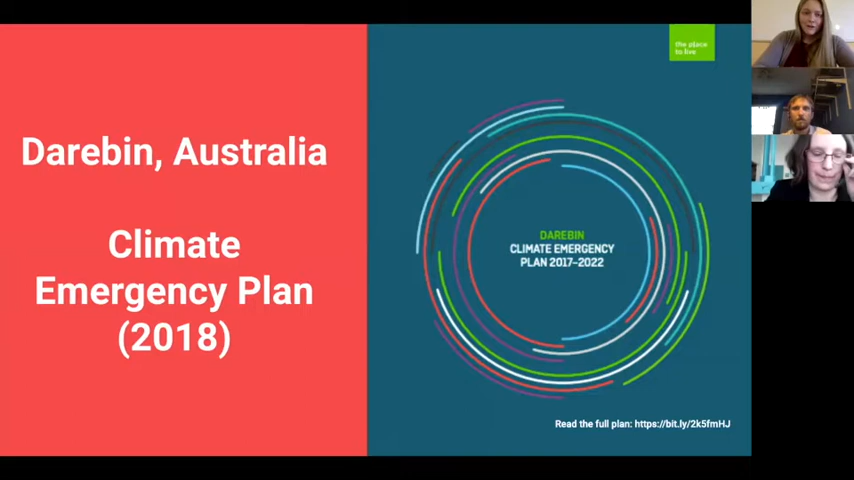 Darebin, Australia
Climate
Emergency Plan
(2018)
the place
to live
DAREBIN
CLIMATE EMERGENCY
PLAN 2017–2022
Read the full plan: https://bit.ly/2k5fmHJ